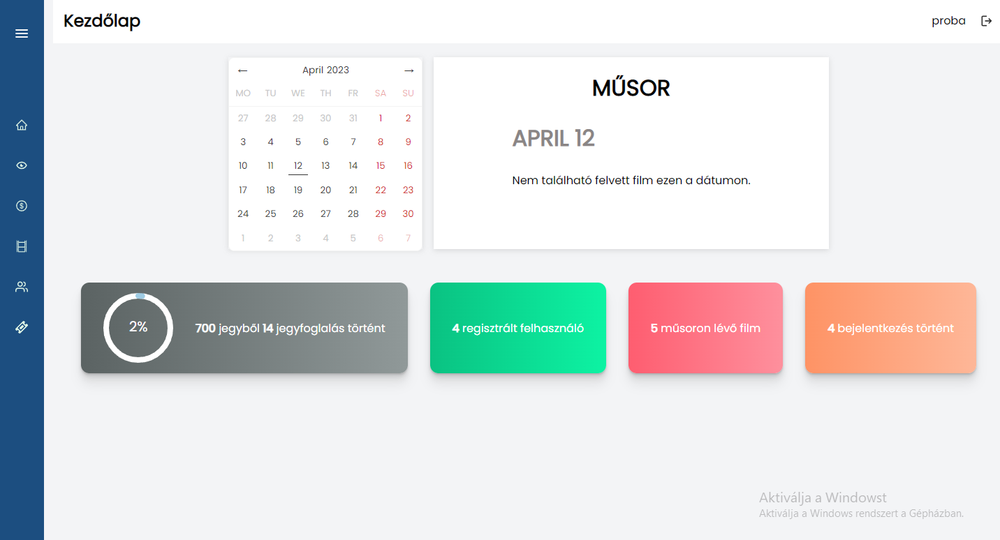 Kezdőlap
proba
← April 2023 →
MO TU WE TH FR SA SU
27 28 29 30 31 1 2
3 4 5 6 7 8 9
10 11 12 13 14 15 16
17 18 19 20 21 22 23
24 25 26 27 28 29 30
1 2 3 4 5 6 7
MŰSOR
APRIL 12
Nem található felvett film ezen a dátumon.
2%
700 jegyből 14 jegyfoglalás történt
4 regisztrált felhasználó
5 műsoron lévő film
4 bejelentkezés történt
Aktiválja a Windowst
Aktiválja a Windows rendszert a Gépházban.